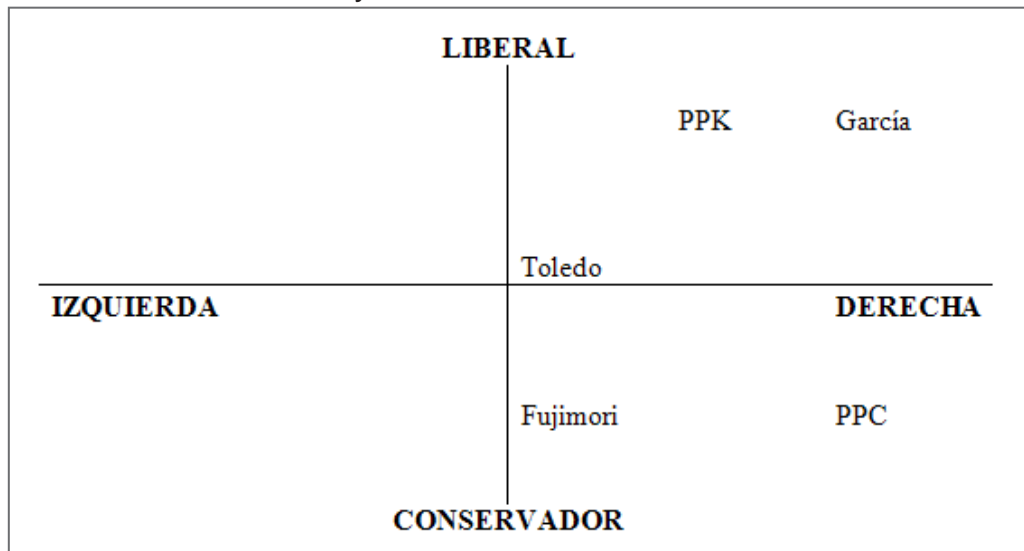 LIBERAL
PPK García
Toledo
IZQUIERDA DERECHA
Fujimori PPC
CONSERVADOR